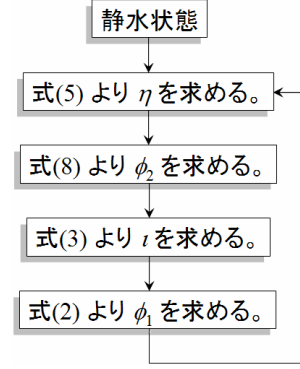 静水状態
式(5) より η を求める。
式(8) より ϕ₂ を求める。
式(3) より ι を求める。
式(2) より ϕ₁ を求める。